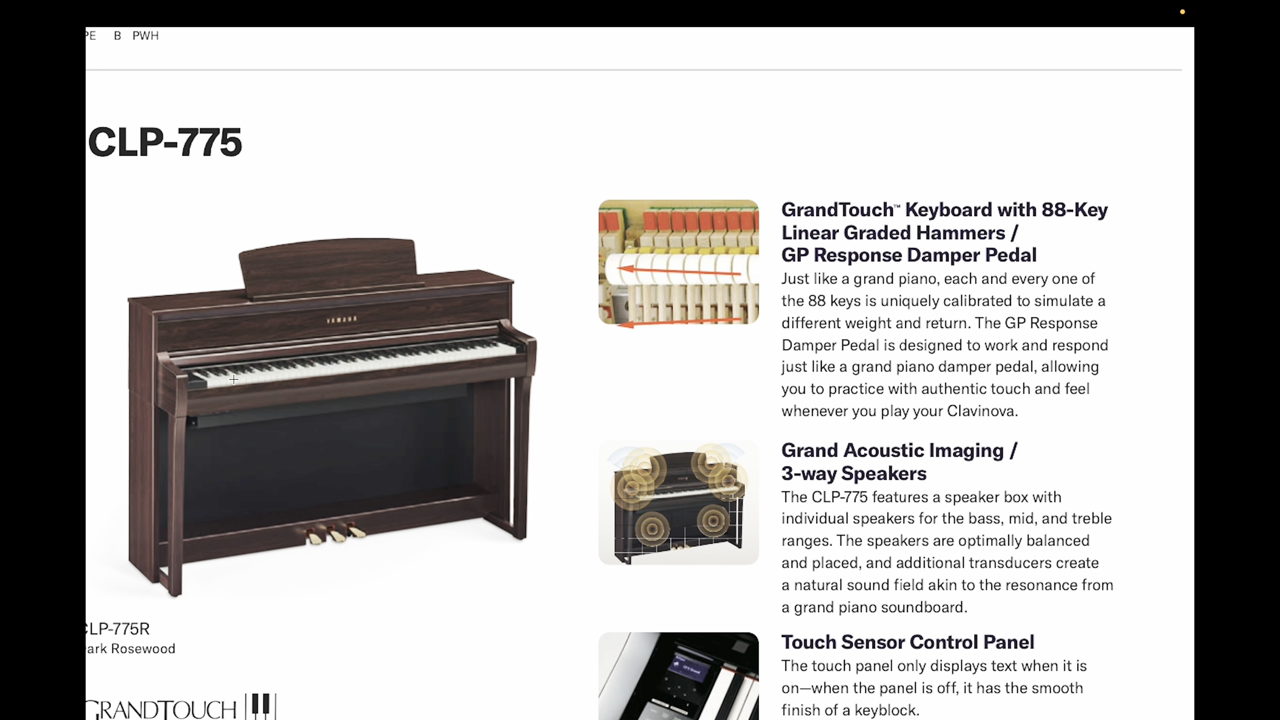 PE B PWH
CLP-775
YAMAHA
CLP-775R
ark Rosewood
GRANDTOUCH
GrandTouch™ Keyboard with 88-Key
Linear Graded Hammers /
GP Response Damper Pedal
Just like a grand piano, each and every one of
the 88 keys is uniquely calibrated to simulate a
different weight and return. The GP Response
Damper Pedal is designed to work and respond
just like a grand piano damper pedal, allowing
you to practice with authentic touch and feel
whenever you play your Clavinova.
Grand Acoustic Imaging /
3-way Speakers
The CLP-775 features a speaker box with
individual speakers for the bass, mid, and treble
ranges. The speakers are optimally balanced
and placed, and additional transducers create
a natural sound field akin to the resonance from
a grand piano soundboard.
Touch Sensor Control Panel
The touch panel only displays text when it is
on—when the panel is off, it has the smooth
finish of a keyblock.